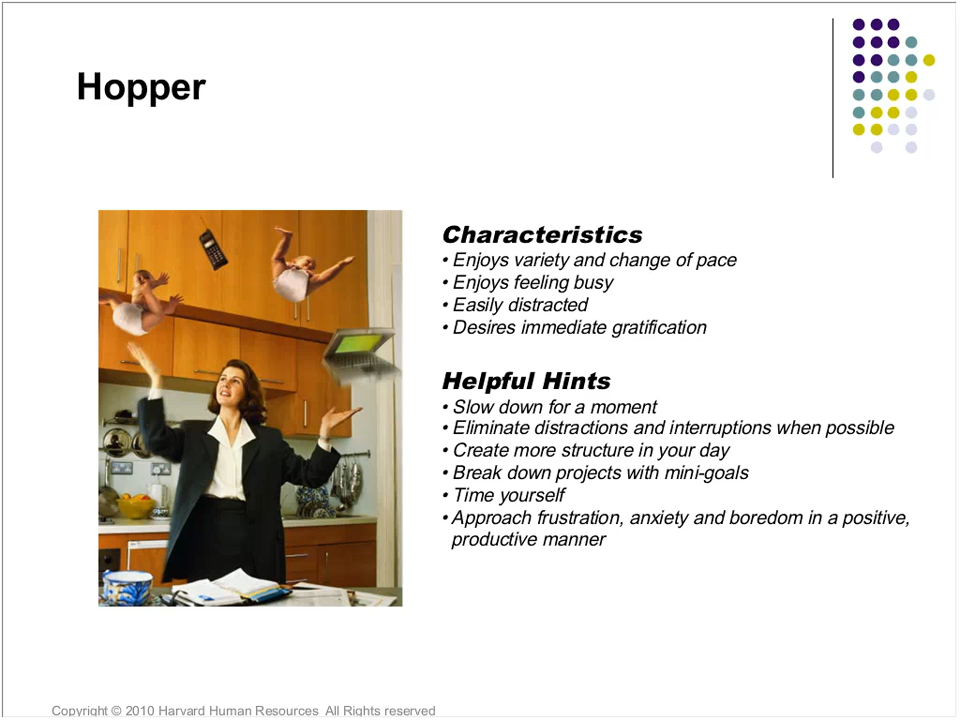 Hopper
Characteristics
• Enjoys variety and change of pace
• Enjoys feeling busy
• Easily distracted
• Desires immediate gratification
Helpful Hints
• Slow down for a moment
• Eliminate distractions and interruptions when possible
• Create more structure in your day
• Break down projects with mini-goals
• Time yourself
• Approach frustration, anxiety and boredom in a positive,
productive manner
Copyright © 2010 Harvard Human Resources All Rights reserved